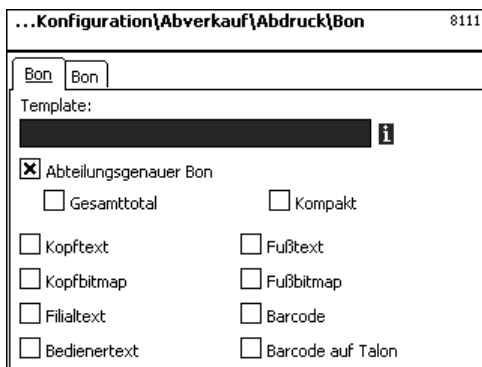 ...Konfiguration\Abverkauf\Abdruck\Bon 8111
Bon Bon
Template:
i
Abteilungsgenauer Bon
Gesamttotal Kompakt
Kopftext Fußtext
Kopfbitmap Fußbitmap
Filialtext Barcode
Bedienertext Barcode auf Talon